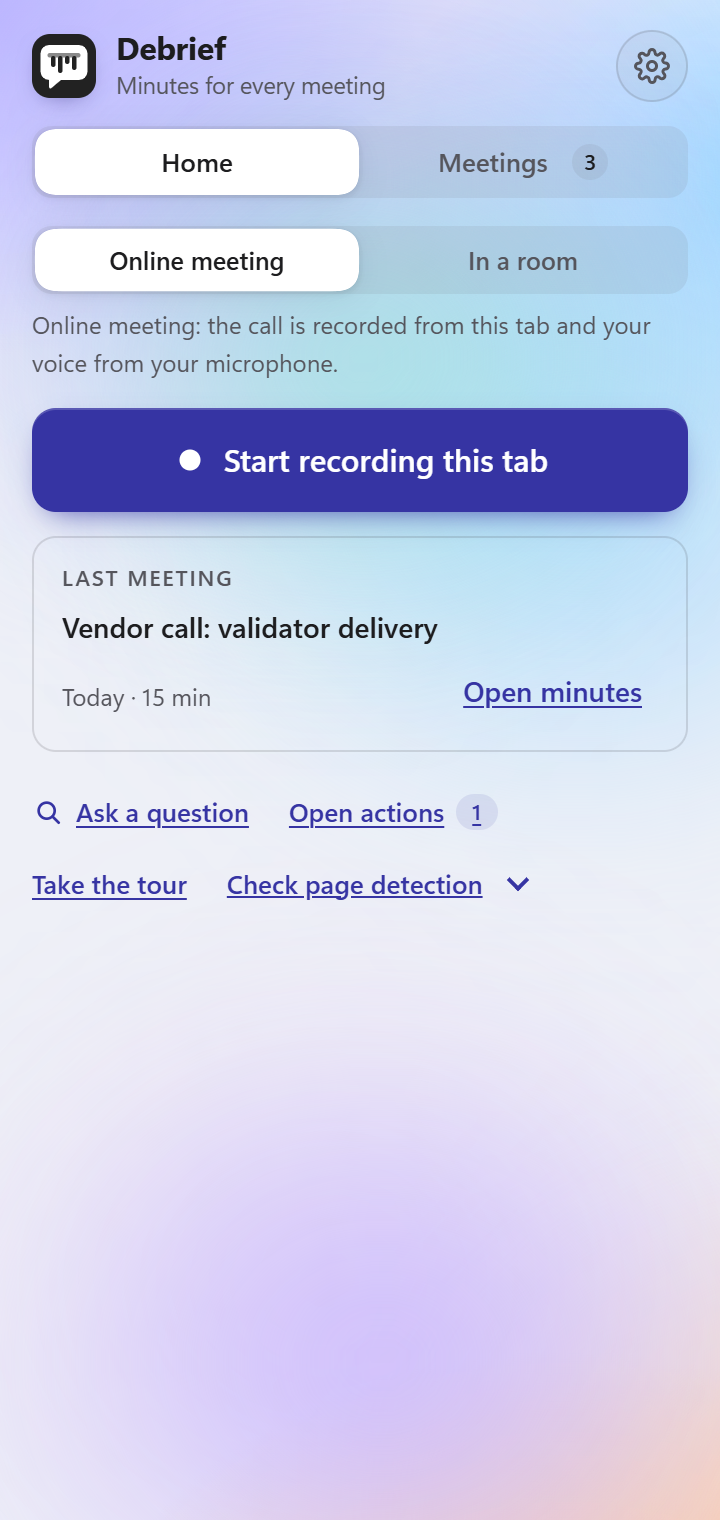 Debrief
Minutes for every meeting
Home
Meetings 3
Online meeting
In a room
Online meeting: the call is recorded from this tab and your
voice from your microphone.
Start recording this tab
LAST MEETING
Vendor call: validator delivery
Today · 15 min
Open minutes
Ask a question
Open actions 1
Take the tour
Check page detection